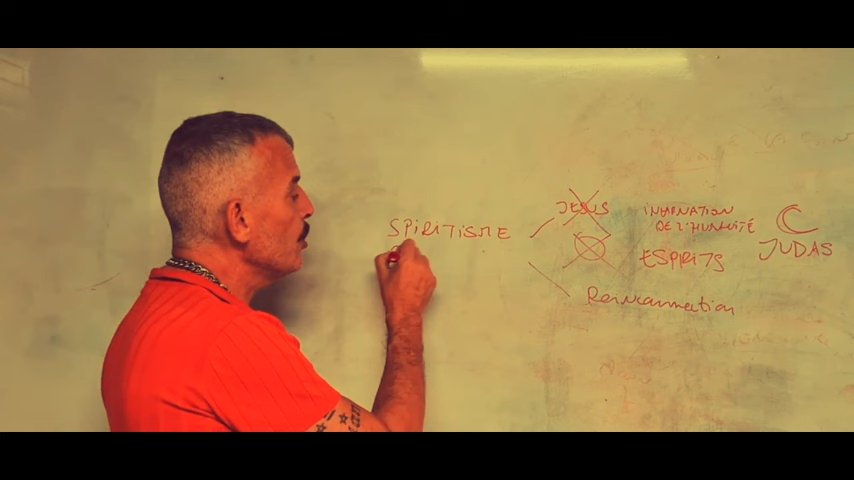 SPIRITISME
JESUS
INCARNATION
DE L'HUMANITÉ
ESPRITS
JUDAS
Reincarnation